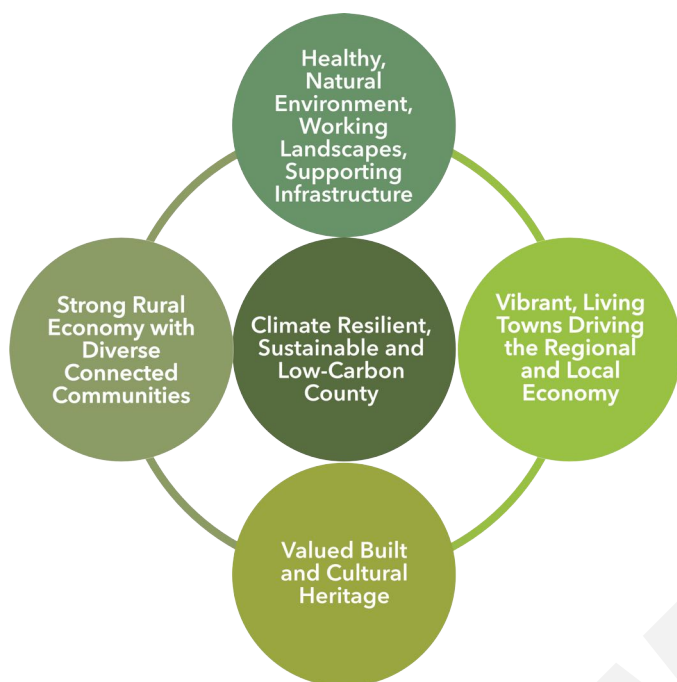 Healthy,
Natural
Environment,
Working
Landscapes,
Supporting
Infrastructure
Strong Rural
Economy with
Diverse
Connected
Communities
Climate Resilient,
Sustainable and
Low-Carbon
County
Vibrant, Living
Towns Driving
the Regional
and Local
Economy
Valued Built
and Cultural
Heritage